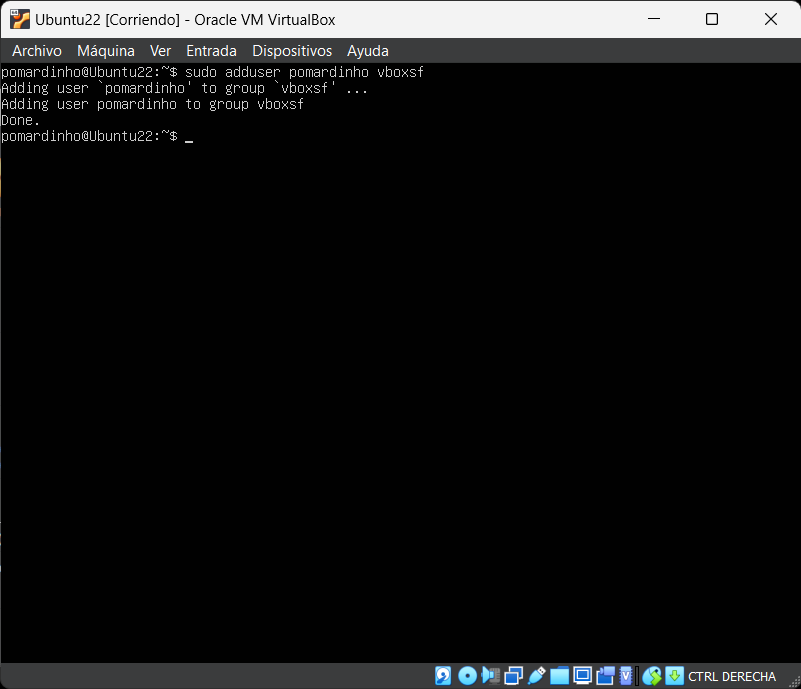 Ubuntu22 [Corriendo] - Oracle VM VirtualBox
Archivo Máquina Ver Entrada Dispositivos Ayuda
pomardinho@Ubuntu22:~$ sudo adduser pomardinho vboxsf
Adding user `pomardinho' to group `vboxsf' ...
Adding user pomardinho to group vboxsf
Done.
pomardinho@Ubuntu22:~$ _
CTRL DERECHA